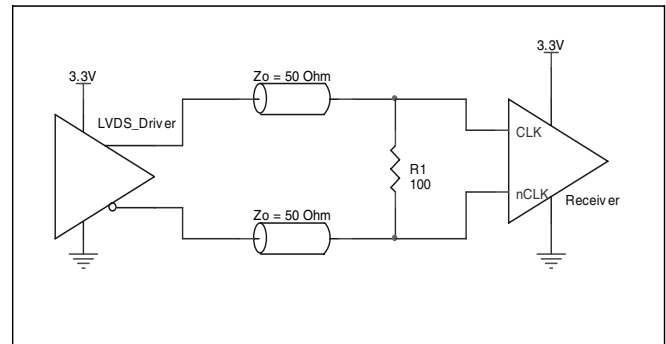 3.3V
3.3V
Zo = 50 Ohm
LVDS_Driver
CLK
R1
100
nCLK
Receiver
Zo = 50 Ohm